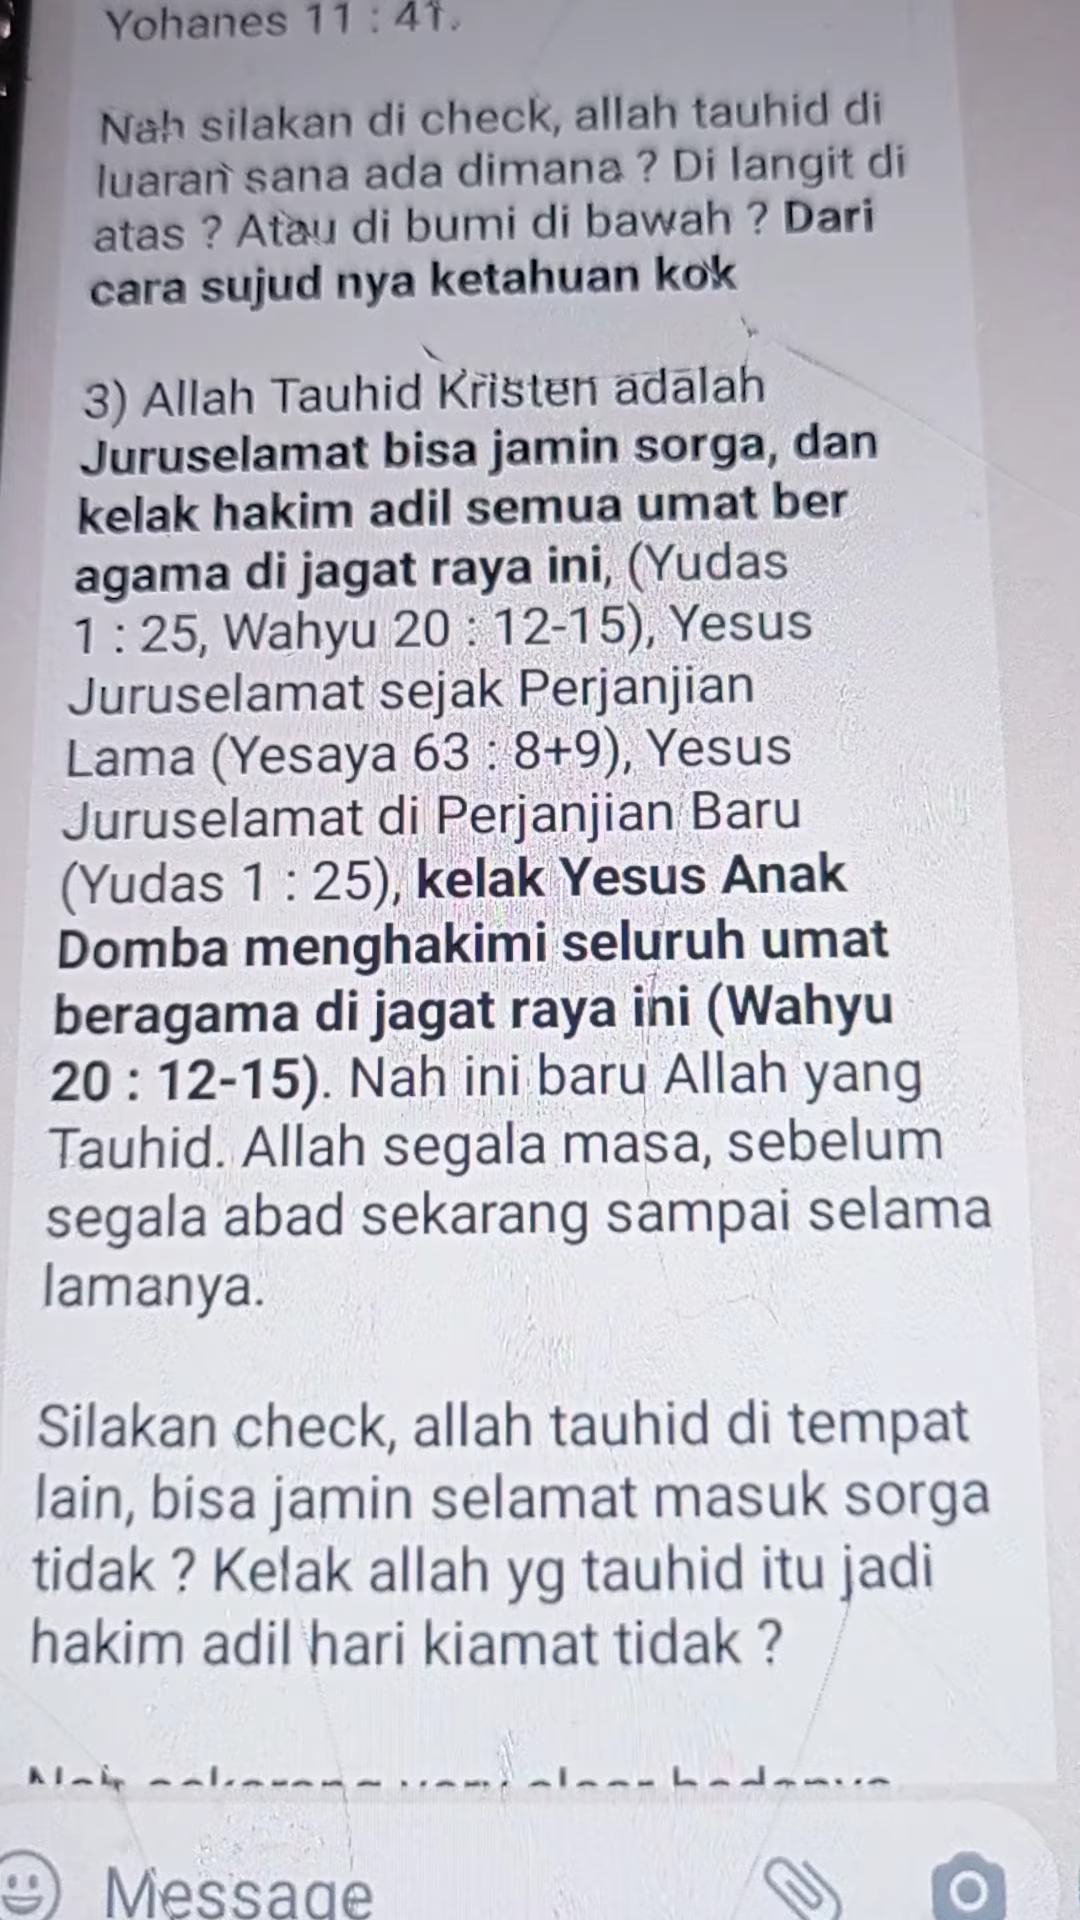 Yohanes 11 : 41.
Nah silakan di check, allah tauhid di
luaran sana ada dimana ? Di langit di
atas ? Atau di bumi di bawah ? Dari
cara sujud nya ketahuan kok
3) Allah Tauhid Kristen adalah
Juruselamat bisa jamin sorga, dan
kelak hakim adil semua umat ber
agama di jagat raya ini, (Yudas
1 : 25, Wahyu 20 : 12-15), Yesus
Juruselamat sejak Perjanjian
Lama (Yesaya 63 : 8+9), Yesus
Juruselamat di Perjanjian Baru
(Yudas 1 : 25), kelak Yesus Anak
Domba menghakimi seluruh umat
beragama di jagat raya ini (Wahyu
20 : 12-15). Nah ini baru Allah yang
Tauhid. Allah segala masa, sebelum
segala abad sekarang sampai selama
lamanya.
Silakan check, allah tauhid di tempat
lain, bisa jamin selamat masuk sorga
tidak ? Kelak allah yg tauhid itu jadi
hakim adil hari kiamat tidak ?
Message